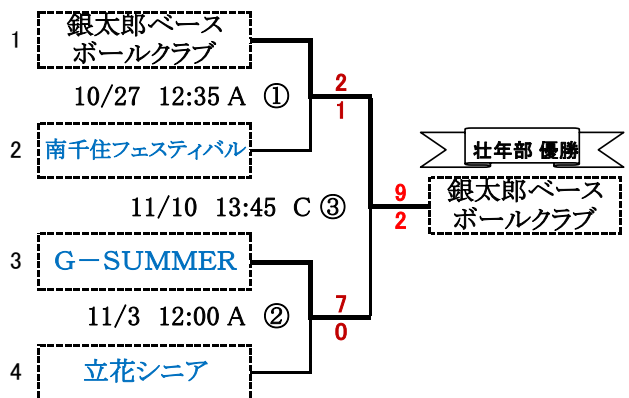 1
銀太郎ベース
ボールクラブ
10/27 12:35 A ①
2
1
2
南千住フェスティバル
壮年部 優勝
11/10 13:45 C ③
9
2
銀太郎ベース
ボールクラブ
3
G－SUMMER
11/3 12:00 A ②
7
0
4
立花シニア